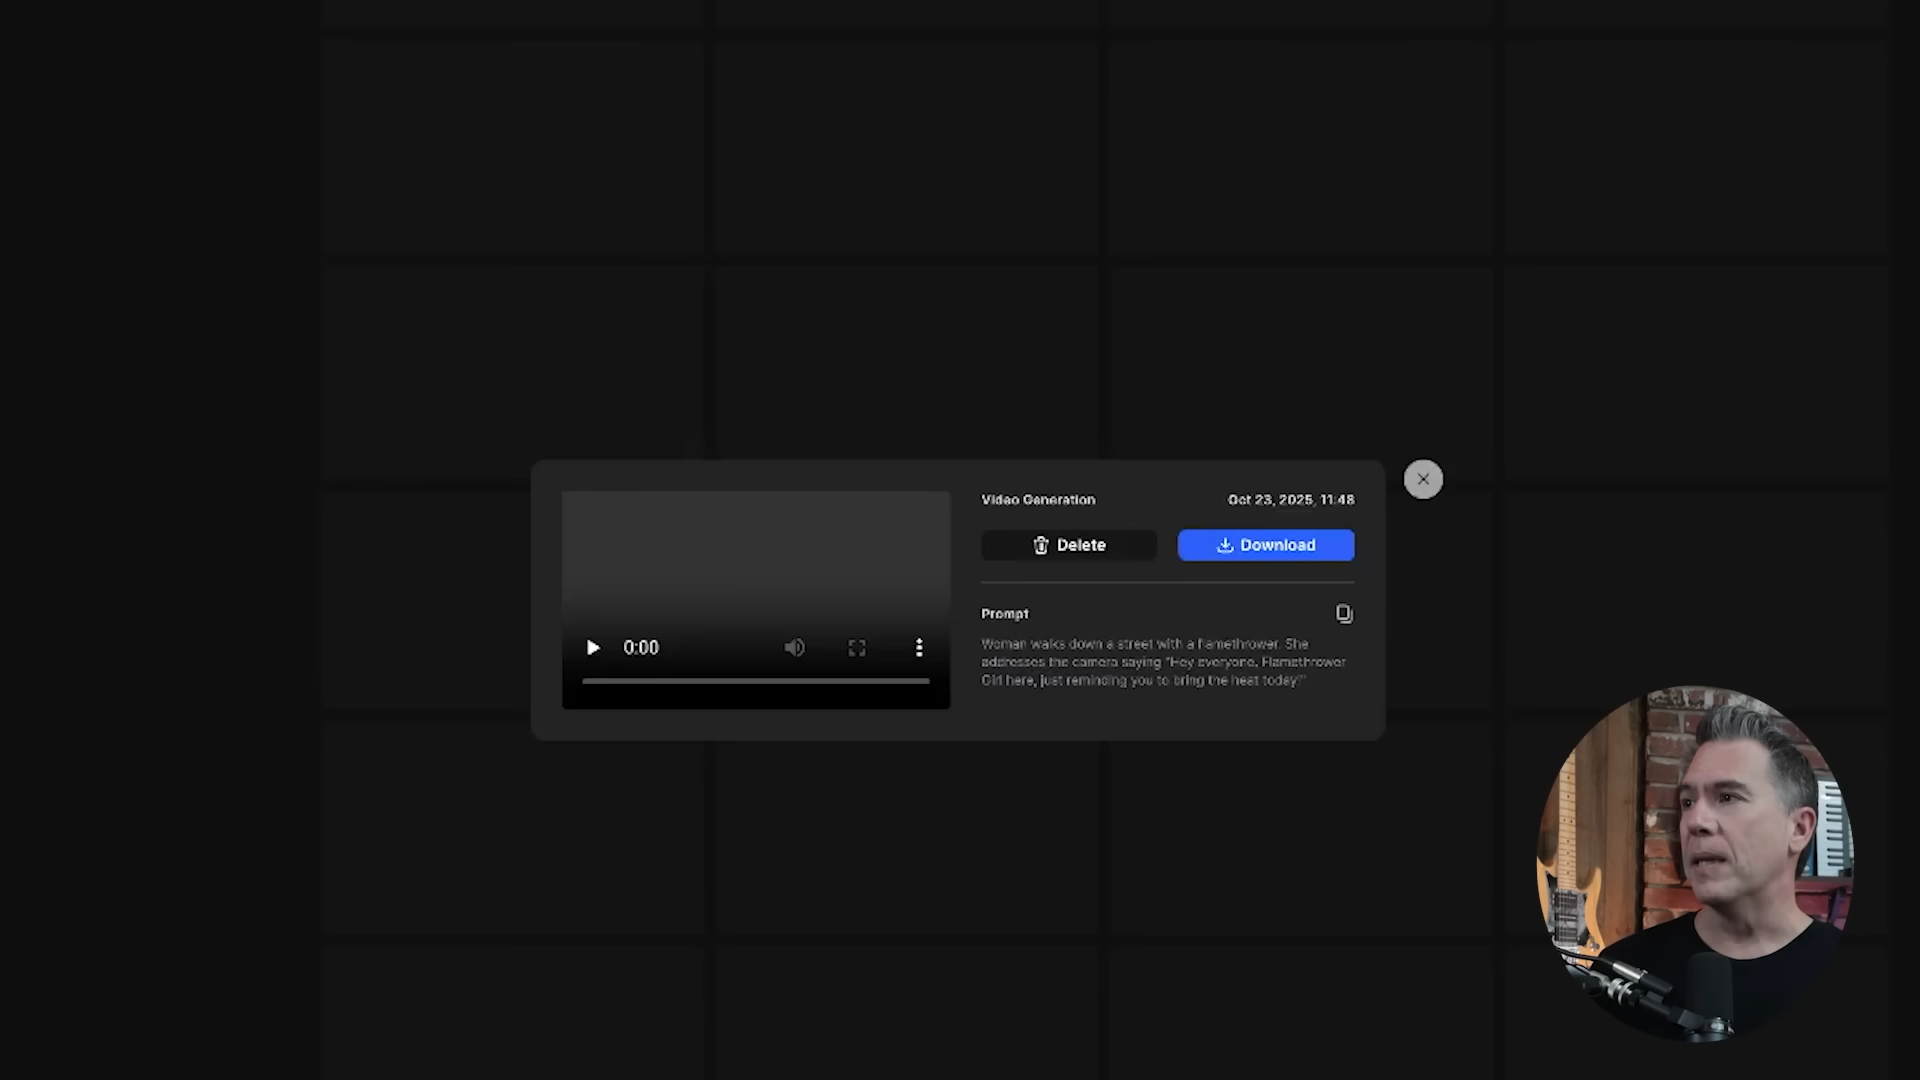 Video Generation
Oct 23, 2025, 11:48
Delete
Download
Prompt
Woman walks down a street with a flamethrower. She
addresses the camera saying "Hey everyone, Flamethrower
Girl here, just reminding you to bring the heat today!"
0:00